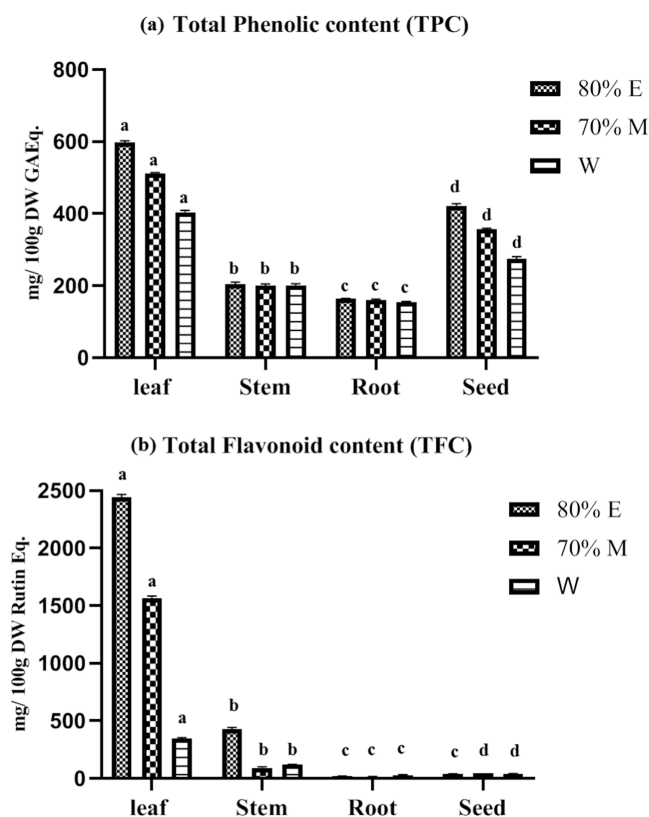 (a) Total Phenolic content (TPC)
mg/ 100g DW GAEq.
800
600
400
200
0
a a a
b b b
c c c
d d d
leaf Stem Root Seed
80% E
70% M
W
(b) Total Flavonoid content (TFC)
mg/ 100g DW Rutin Eq.
2500
2000
1500
1000
500
0
a a a
b b b
c c c
c d d
leaf Stem Root Seed
80% E
70% M
W